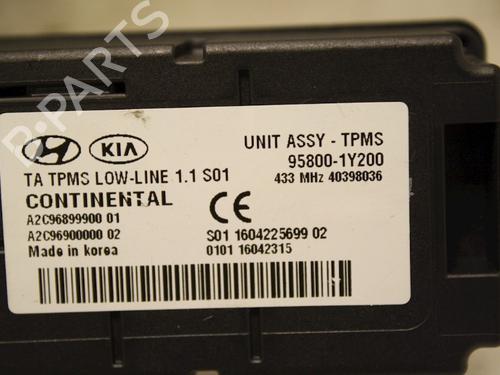 B-PARTS
KIA
UNIT ASSY - TPMS
95800-1Y200
433 MHz 40398036
TA TPMS LOW-LINE 1.1 S01
CONTINENTAL
A2C96899900 01
A2C96900000 02
Made in korea
CE
S01 1604225699 02
0101 16042315